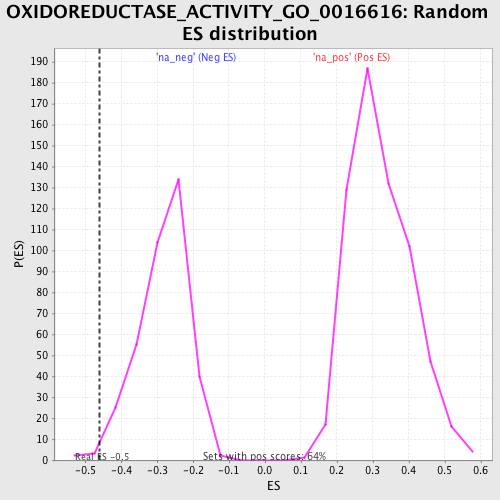 OXIDOREDUCTASE_ACTIVITY_GO_0016616: Random
ES distribution
'na_neg' (Neg ES)
'na_pos' (Pos ES)
190
180
170
160
150
140
130
120
110
100
90
80
70
60
50
40
30
20
10
0
P(ES)
Real ES -0,5
Sets with pos scores: 64%
-0.5 -0.4 -0.3 -0.2 -0.1 0.0 0.1 0.2 0.3 0.4 0.5 0.6
ES